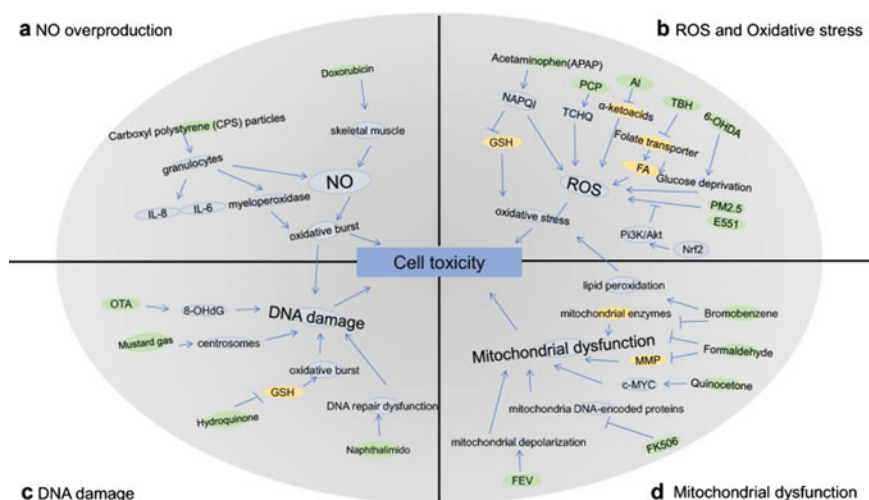 a NO overproduction
b ROS and Oxidative stress
Doxorubicin
Carboxyl polystyrene (CPS) particles
skeletal muscle
granulocytes
NO
IL-8
IL-6
myeloperoxidase
oxidative burst
Acetaminophen(APAP)
PCP
AI
TBH
6-OHDA
NAPQI
TCHQ
α-ketoacids
Folate transporter
GSH
FA
Glucose deprivation
ROS
PM2.5
E551
oxidative stress
Pi3K/Akt
Nrf2
Cell toxicity
OTA
8-OHdG
DNA damage
Mustard gas
centrosomes
oxidative burst
GSH
Hydroquinone
DNA repair dysfunction
Naphthalimido
lipid peroxidation
mitochondrial enzymes
Bromobenzene
Mitochondrial dysfunction
MMP
Formaldehyde
c-MYC
Quinocetone
mitochondria DNA-encoded proteins
mitochondrial depolarization
FK506
FEV
c DNA damage
d Mitochondrial dysfunction